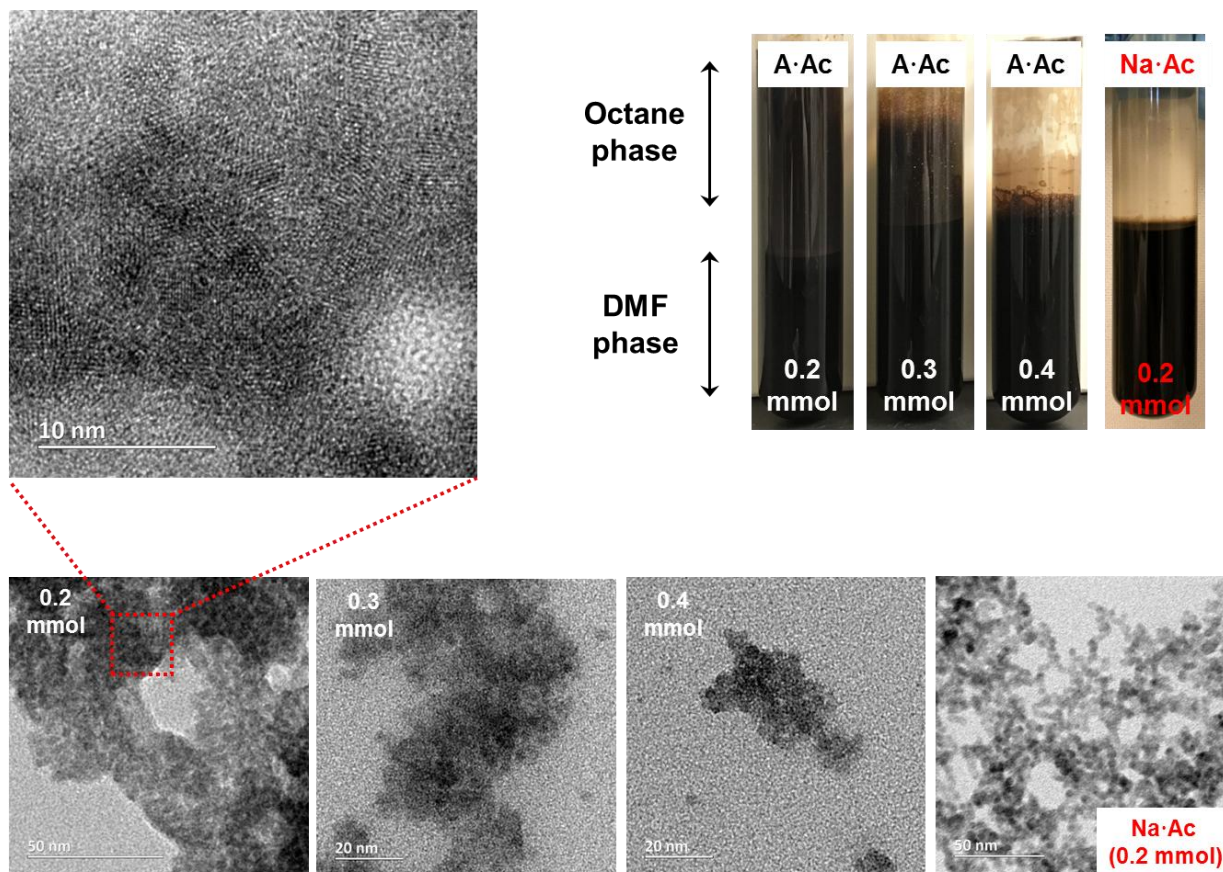 10 nm
Octane
phase
DMF
phase
A·Ac
A·Ac
A·Ac
Na·Ac
0.2
mmol
0.3
mmol
0.4
mmol
0.2
mmol
0.2
mmol
50 nm
0.3
mmol
20 nm
0.4
mmol
20 nm
50 nm
Na·Ac
(0.2 mmol)